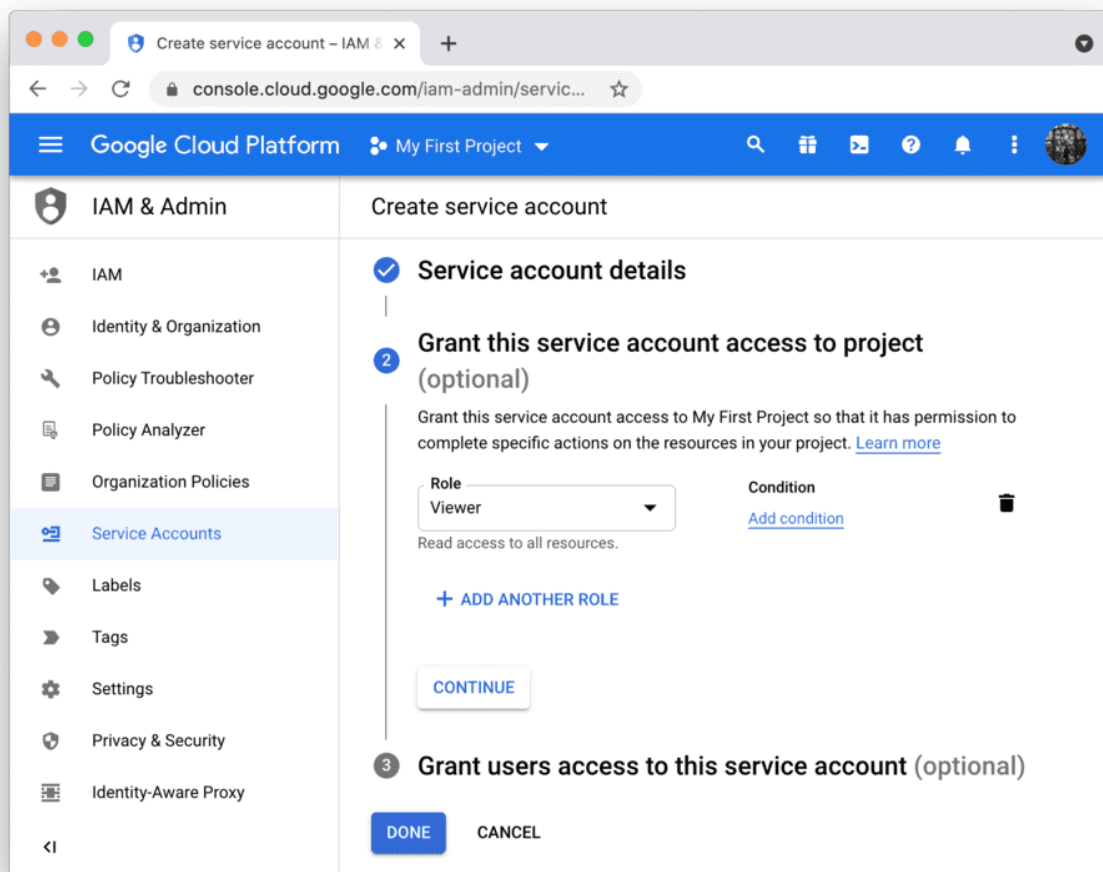 Create service account – IAM &
console.cloud.google.com/iam-admin/servic...
Google Cloud Platform
My First Project
IAM & Admin
Create service account
IAM
Identity & Organization
Policy Troubleshooter
Policy Analyzer
Organization Policies
Service Accounts
Labels
Tags
Settings
Privacy & Security
Identity-Aware Proxy
Service account details
2
Grant this service account access to project
(optional)
Grant this service account access to My First Project so that it has permission to
complete specific actions on the resources in your project. Learn more
Role
Viewer
Condition
Add condition
Read access to all resources.
+ ADD ANOTHER ROLE
CONTINUE
3
Grant users access to this service account (optional)
DONE
CANCEL